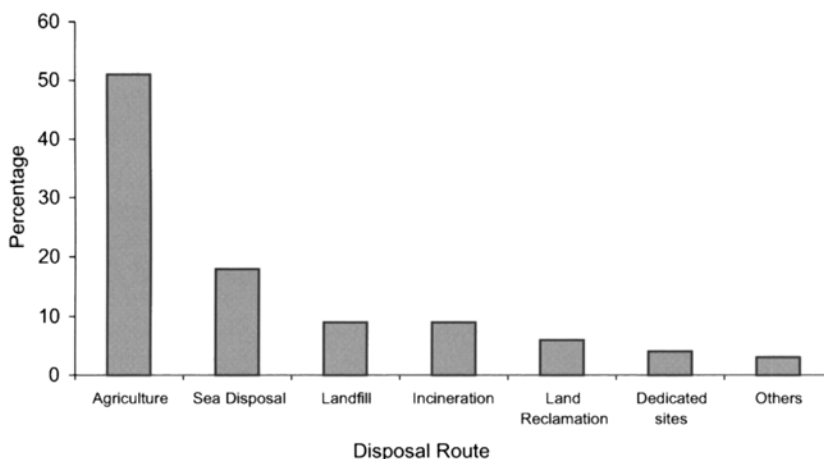 60
50
40
30
20
10
0
Percentage
Agriculture
Sea Disposal
Landfill
Incineration
Land
Reclamation
Dedicated
sites
Others
Disposal Route